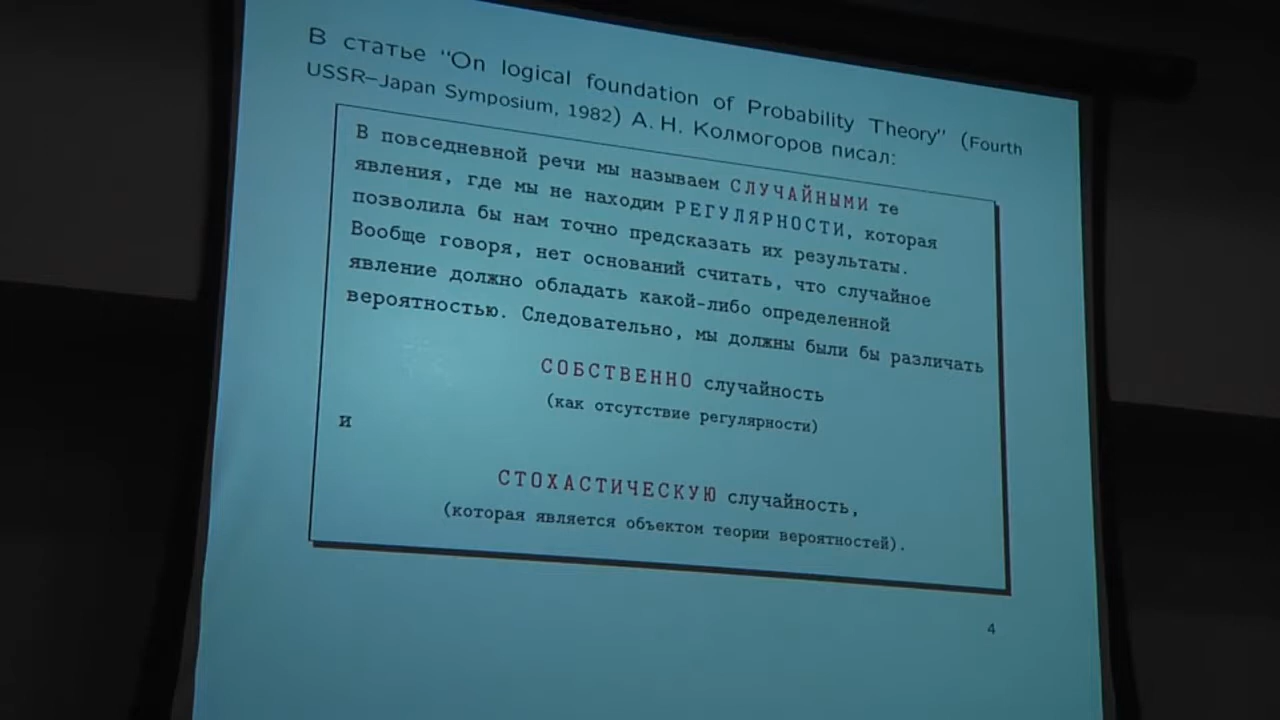 В статье "On logical foundation of Probability Theory" (Fourth
USSR–Japan Symposium, 1982) А. Н. Колмогоров писал:
В повседневной речи мы называем СЛУЧАЙНЫМИ те
явления, где мы не находим РЕГУЛЯРНОСТИ, которая
позволила бы нам точно предсказать их результаты.
Вообще говоря, нет оснований считать, что случайное
явление должно обладать какой-либо определенной
вероятностью. Следовательно, мы должны были бы различать
СОБСТВЕННО случайность
(как отсутствие регулярности)
и
СТОХАСТИЧЕСКУЮ случайность,
(которая является объектом теории вероятностей).
4